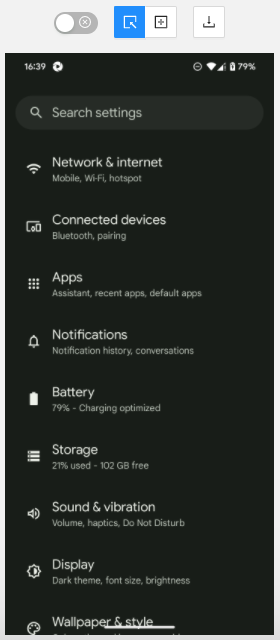 16:39 79%
Search settings
Network & internet
Mobile, Wi-Fi, hotspot
Connected devices
Bluetooth, pairing
Apps
Assistant, recent apps, default apps
Notifications
Notification history, conversations
Battery
79% - Charging optimized
Storage
21% used - 102 GB free
Sound & vibration
Volume, haptics, Do Not Disturb
Display
Dark theme, font size, brightness
Wallpaper & style